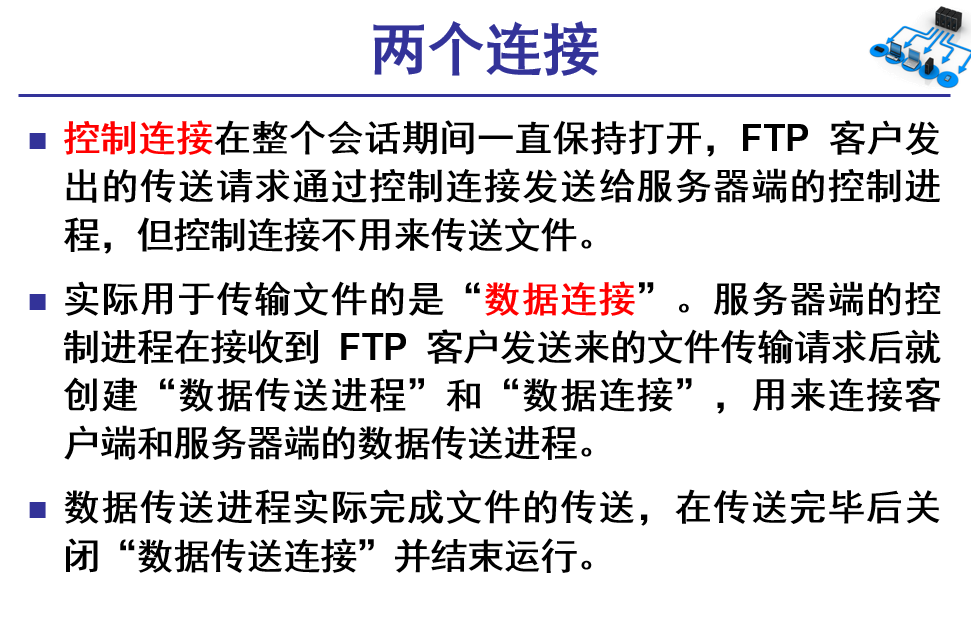 两个连接
控制连接在整个会话期间一直保持打开，FTP 客户发
出的传送请求通过控制连接发送给服务器端的控制进
程，但控制连接不用来传送文件。
实际用于传输文件的是“数据连接”。服务器端的控
制进程在接收到 FTP 客户发送来的文件传输请求后就
创建“数据传送进程”和“数据连接”，用来连接客
户端和服务器端的数据传送进程。
数据传送进程实际完成文件的传送，在传送完毕后关
闭“数据传送连接”并结束运行。